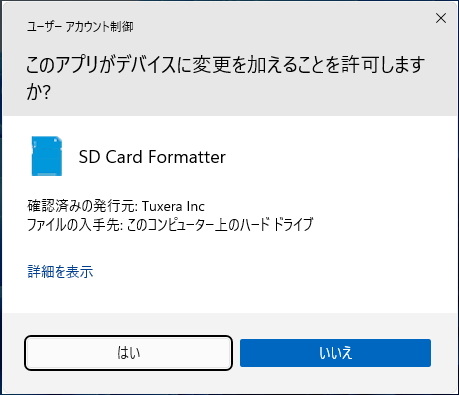 ユーザー アカウント制御
このアプリがデバイスに変更を加えることを許可します
か?
SD Card Formatter
確認済みの発行元: Tuxera Inc
ファイルの入手先: このコンピューター上のハード ドライブ
詳細を表示
はい
いいえ